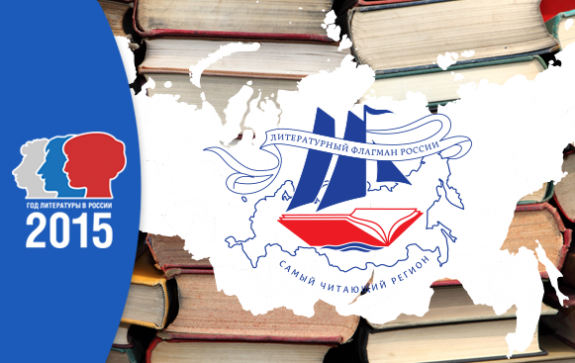 ГОД ЛИТЕРАТУРЫ В РОССИИ
2015
ЛИТЕРАТУРНЫЙ ФЛАГМАН РОССИИ
САМЫЙ ЧИТАЮЩИЙ РЕГИОН